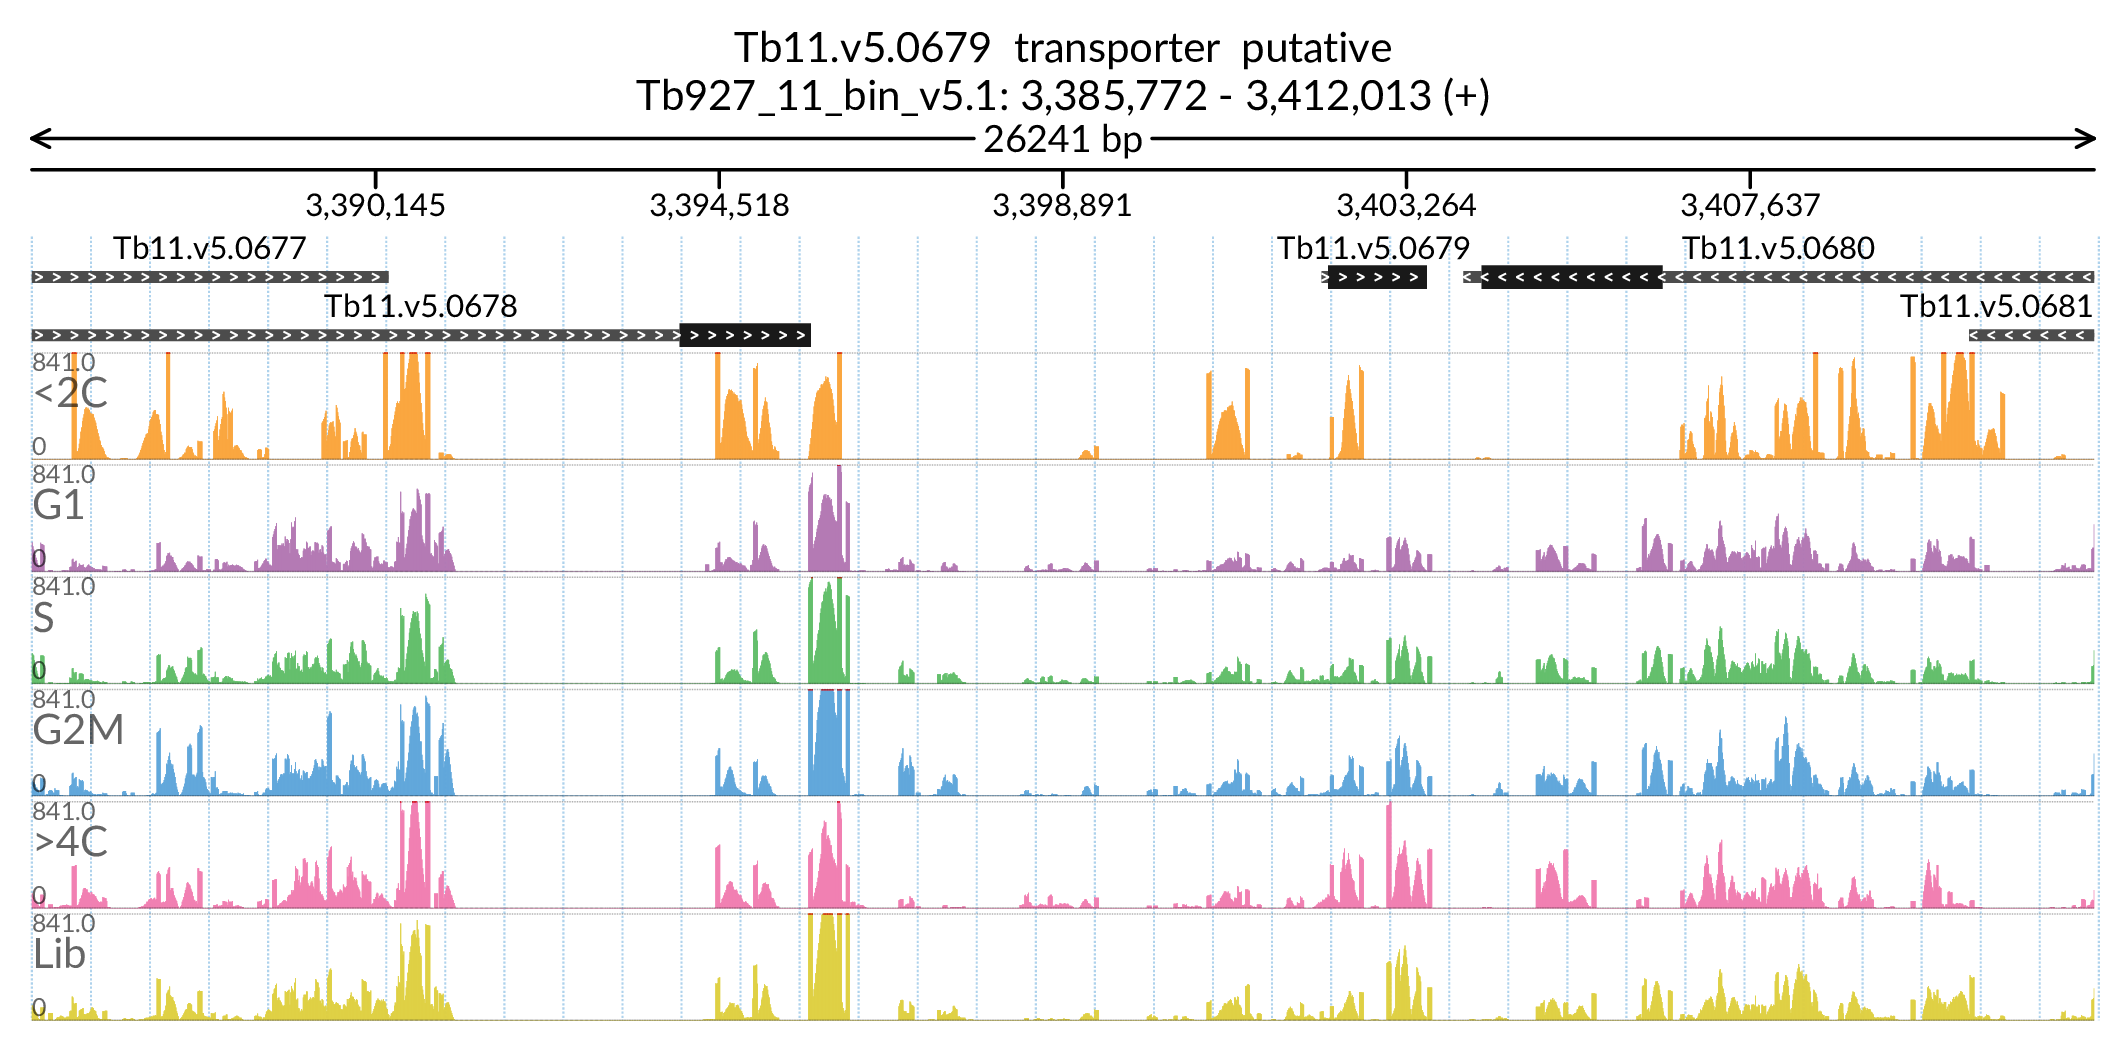 Tb11.v5.0679 transporter putative
Tb927_11_bin_v5.1: 3,385,772 - 3,412,013 (+)
26241 bp
3,390,145 3,394,518 3,398,891 3,403,264 3,407,637
Tb11.v5.0677 Tb11.v5.0679 Tb11.v5.0680
Tb11.v5.0678 Tb11.v5.0681
841.0
<2C
0
841.0
G1
0
841.0
S
0
841.0
G2M
0
841.0
>4C
0
841.0
Lib
0